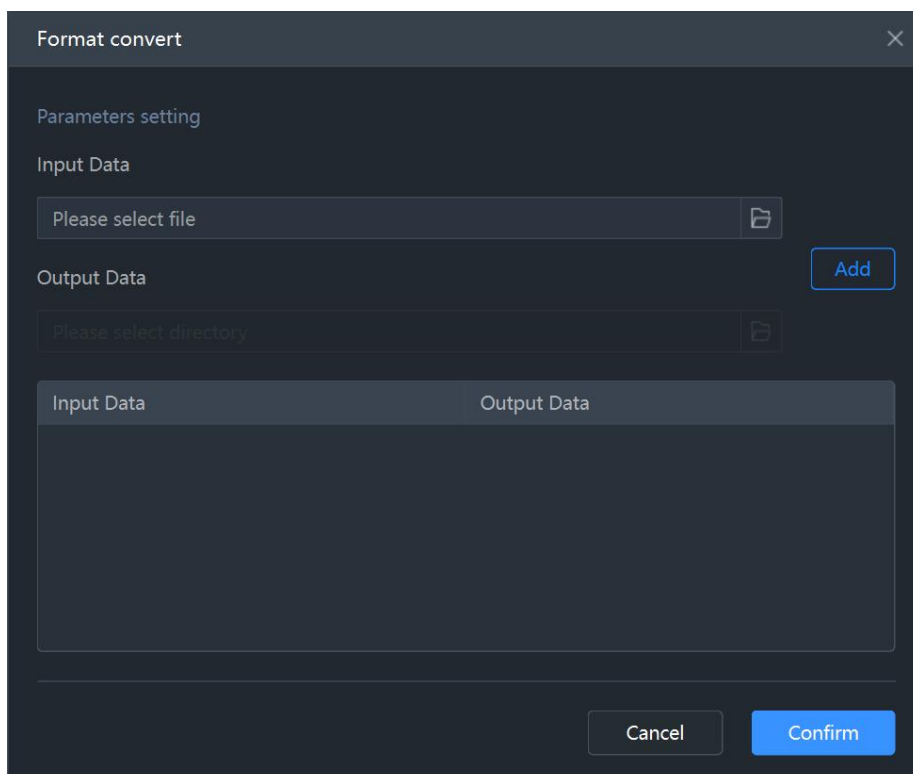 Format convert
Parameters setting
Input Data
Please select file
Add
Output Data
Please select directory
Input Data Output Data
Cancel Confirm